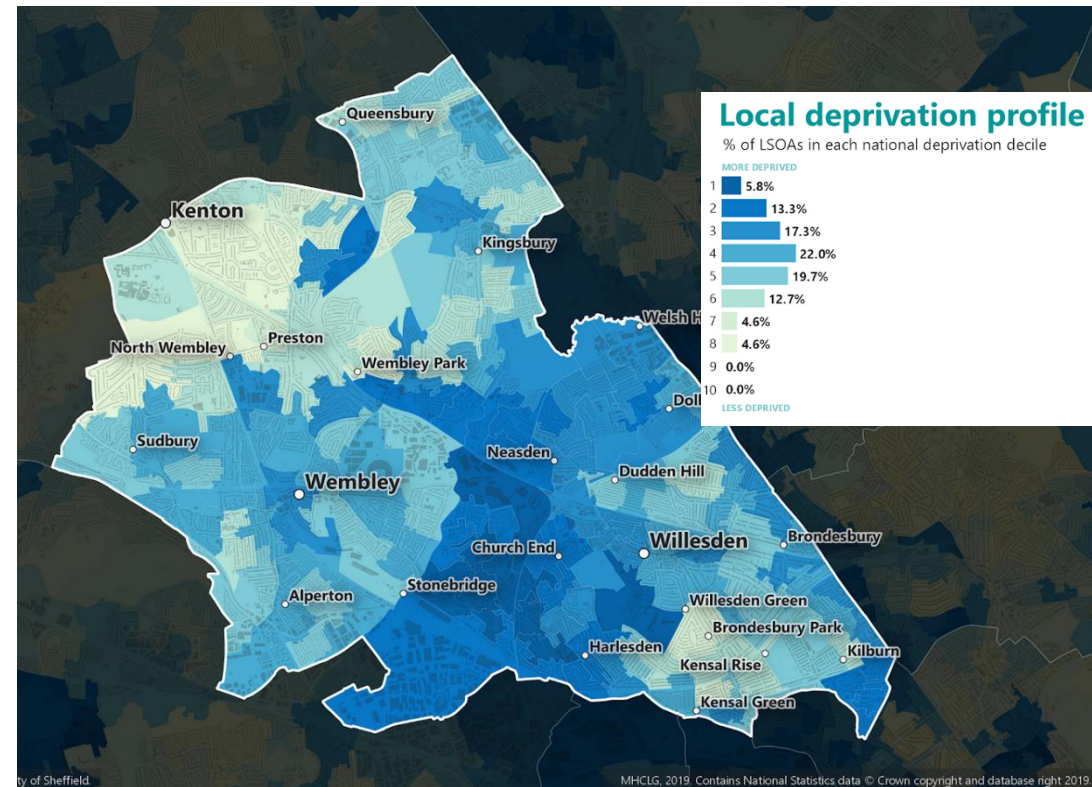 Local deprivation profile
% of LSOAs in each national deprivation decile
MORE DEPRIVED
1 5.8%
2 13.3%
3 17.3%
4 22.0%
5 19.7%
6 12.7%
7 4.6%
8 4.6%
9 0.0%
10 0.0%
LESS DEPRIVED
Queensbury
Kenton
Kingsbury
Welsh H
North Wembley
Preston
Wembley Park
Doll
Sudbury
Neasden
Dudden Hill
Wembley
Church End
Willesden
Brondesbury
Alperton
Stonebridge
Willesden Green
Brondesbury Park
Harlesden
Kensal Rise
Kilburn
Kensal Green
ty of Sheffield.
MHCLG, 2019. Contains National Statistics data © Crown copyright and database right 2019.